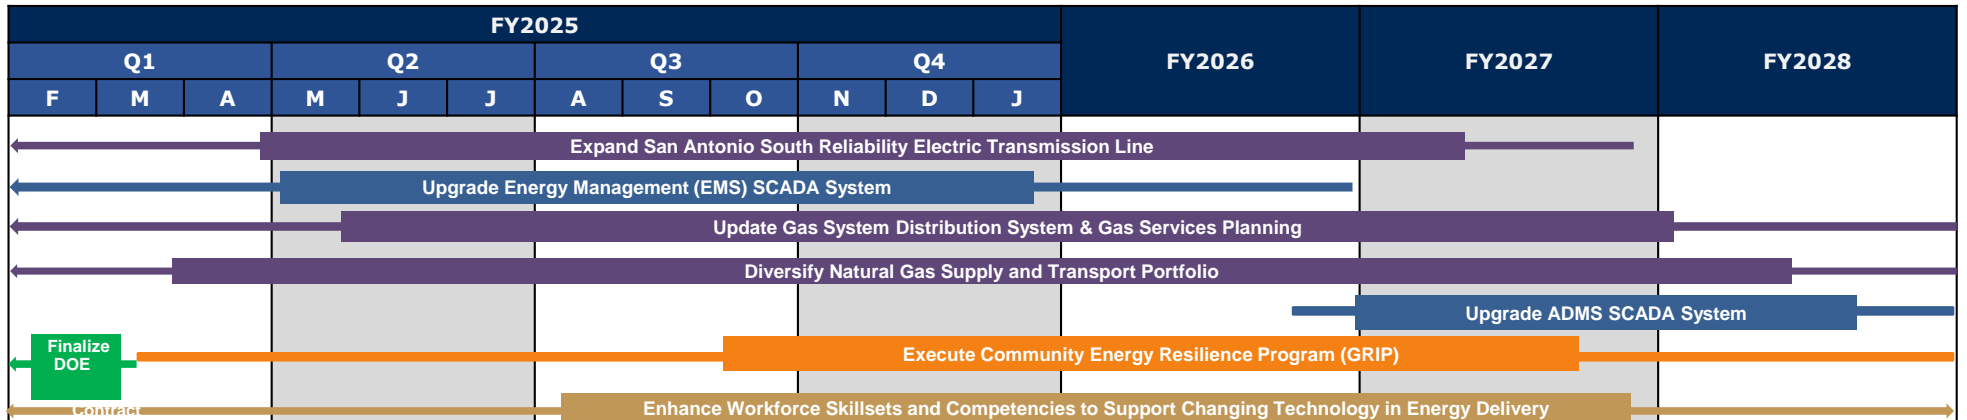 FY2025
FY2026
FY2027
FY2028
Q1 Q2 Q3 Q4
F M A M J J A S O N D J
Expand San Antonio South Reliability Electric Transmission Line
Upgrade Energy Management (EMS) SCADA System
Update Gas System Distribution System & Gas Services Planning
Diversify Natural Gas Supply and Transport Portfolio
Upgrade ADMS SCADA System
Finalize
DOE
Contract
Execute Community Energy Resilience Program (GRIP)
Enhance Workforce Skillsets and Competencies to Support Changing Technology in Energy Delivery